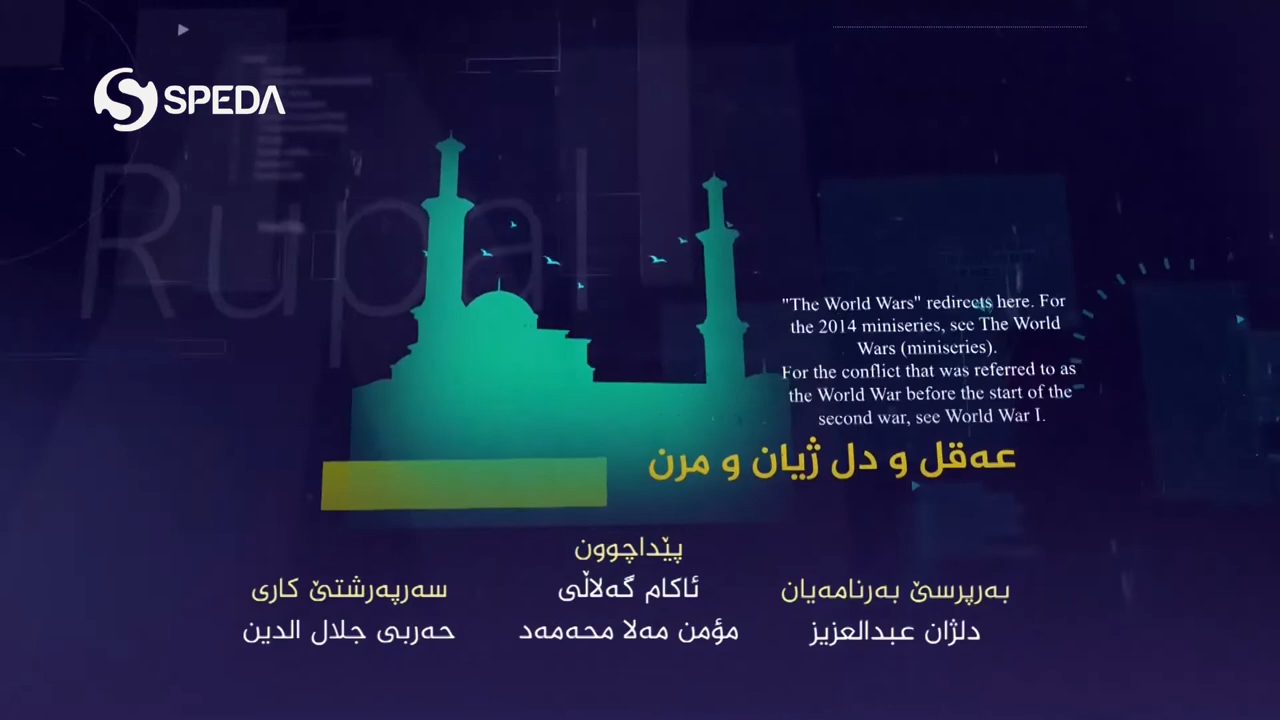 SPEDA
Rupal
"The World Wars" redirects here. For
the 2014 miniseries, see The World
Wars (miniseries).
For the conflict that was referred to as
the World War before the start of the
second war, see World War I.
عەقل و دل ژیان و مرن
پێداچوون
ئاکام گەلاڵی
مؤمن مەلا محەمەد
بەرپرسێ بەرنامەیان
دلژان عبدالعزیز
سەرپەرشتێ کاری
حەربی جلال الدین